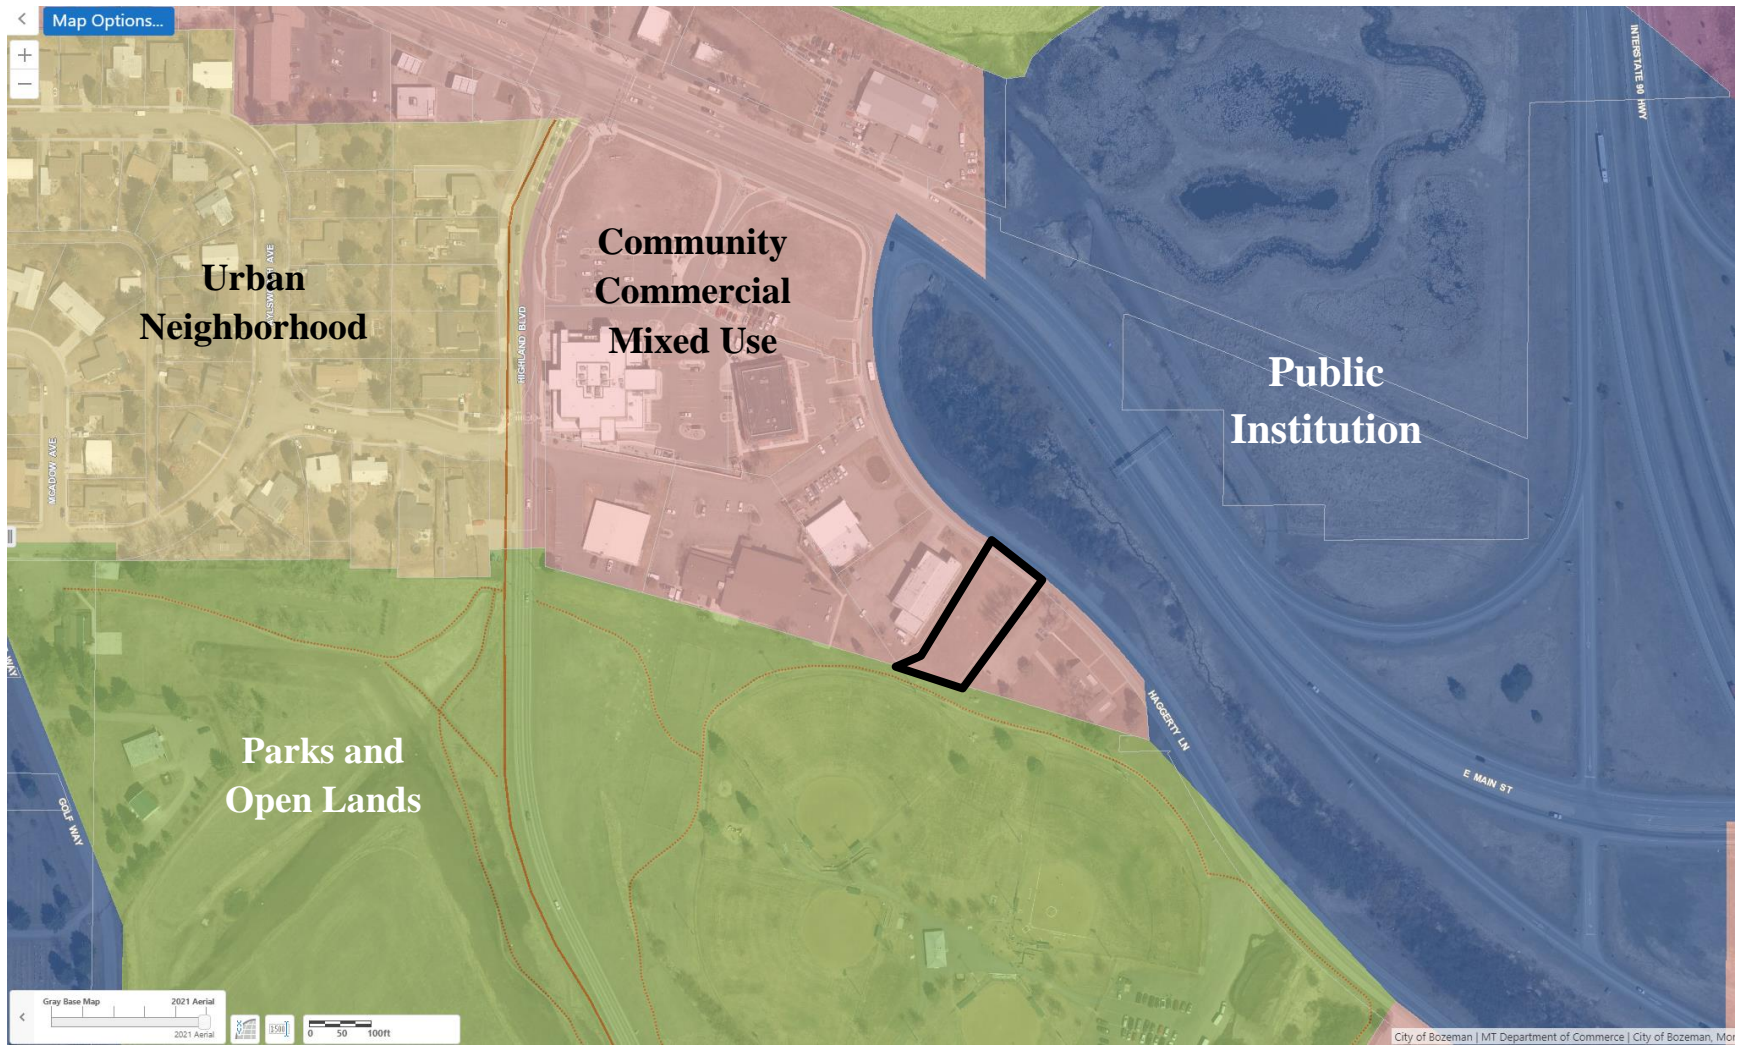 Map Options...
INTERSTATE 90 HWY
Community
Commercial
Mixed Use
Urban
Neighborhood
HIGHLAND BLVD
Public
Institution
MCADOW AVE
HAGGERTY LN
Parks and
Open Lands
E MAIN ST
GOLF WAY
Gray Base Map
2021 Aerial
2021 Aerial
0 50 100ft
City of Bozeman | MT Department of Commerce | City of Bozeman, Mon